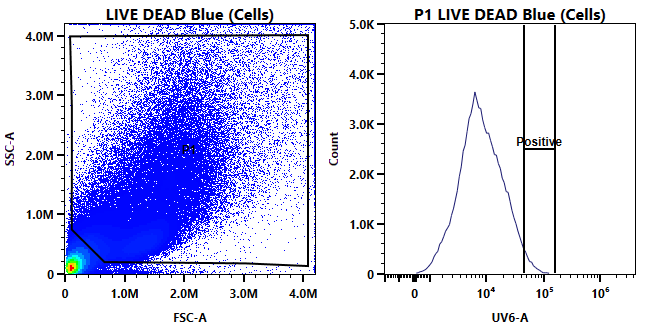 LIVE DEAD Blue (Cells)
4.0M
3.0M
2.0M
1.0M
0
SSC-A
0 1.0M 2.0M 3.0M 4.0M
FSC-A
P1 LIVE DEAD Blue (Cells)
5.0K
4.0K
3.0K
2.0K
1.0K
0
Count
Positive
0 10⁴ 10⁵ 10⁶
UV6-A